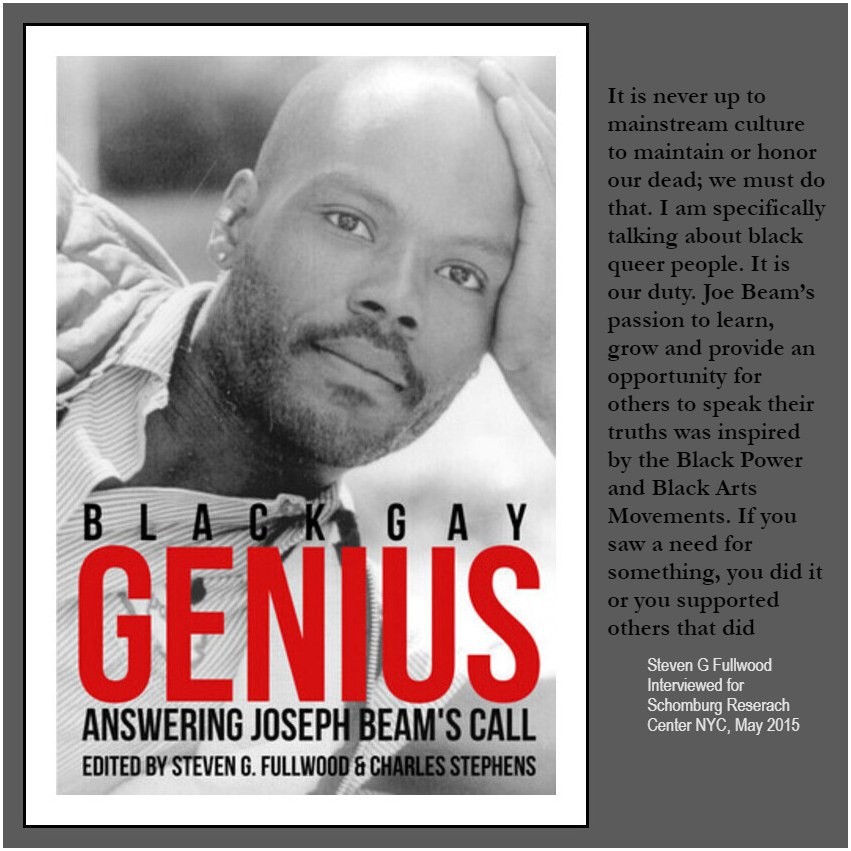 BLACK GAY
GENIUS
ANSWERING JOSEPH BEAM'S CALL
EDITED BY STEVEN G. FULLWOOD & CHARLES STEPHENS
It is never up to
mainstream culture
to maintain or honor
our dead; we must do
that. I am specifically
talking about black
queer people. It is
our duty. Joe Beam’s
passion to learn,
grow and provide an
opportunity for
others to speak their
truths was inspired
by the Black Power
and Black Arts
Movements. If you
saw a need for
something, you did it
or you supported
others that did
Steven G Fullwood
Interviewed for
Schomburg Reserach
Center NYC, May 2015